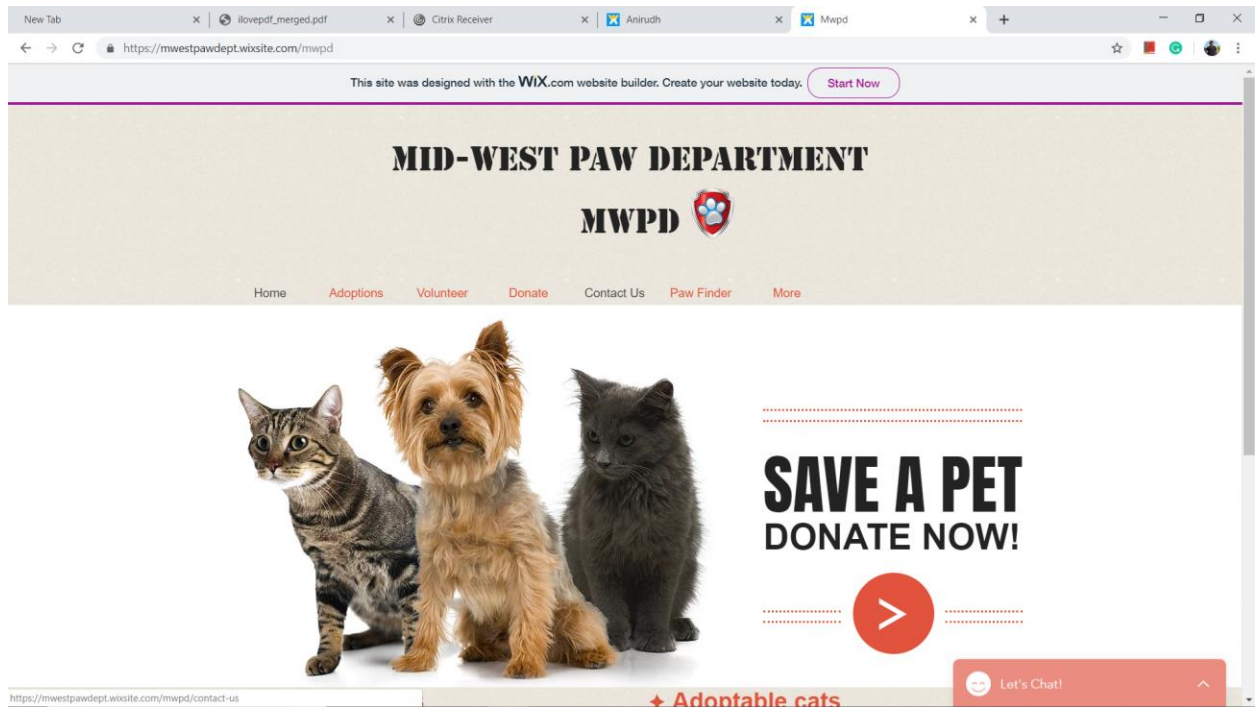 New Tab
ilovepdf_merged.pdf
Citrix Receiver
Anirudh
Mwpd
https://mwestpawdept.wixsite.com/mwpd
This site was designed with the WiX.com website builder. Create your website today. Start Now
MID-WEST PAW DEPARTMENT
MWPD
Home Adoptions Volunteer Donate Contact Us Paw Finder More
SAVE A PET
DONATE NOW!
>
Let's Chat!
https://mwestpawdept.wixsite.com/mwpd/contact-us
Adoptable cats